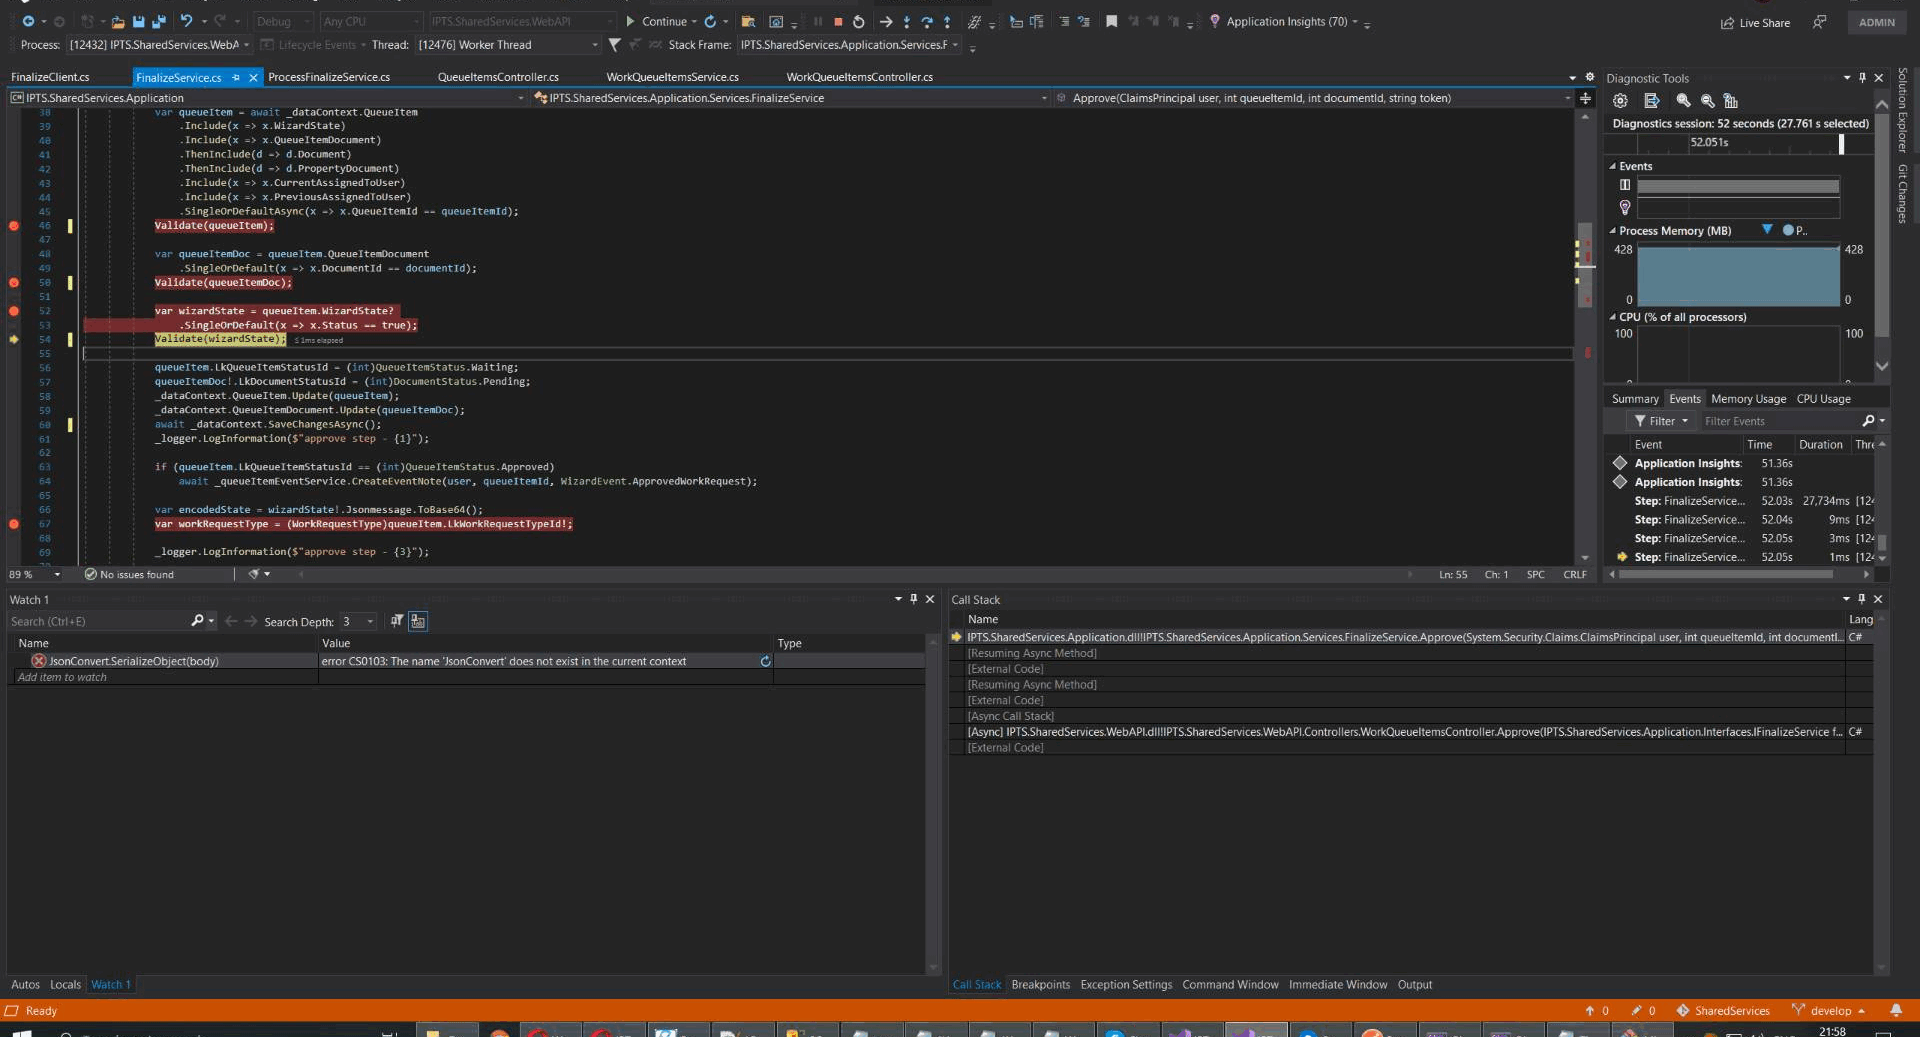 Debug
Any CPU
IPTS.SharedServices.WebAPI
Continue
Application Insights (70)
Live Share
ADMIN
Process:
[12432] IPTS.SharedServices.WebA
Lifecycle Events
Thread:
[12476] Worker Thread
Stack Frame:
IPTS.SharedServices.Application.Services.F
FinalizeClient.cs
FinalizeService.cs
ProcessFinalizeService.cs
QueueItemsController.cs
WorkQueueItemsService.cs
WorkQueueItemsController.cs
IPTS.SharedServices.Application
IPTS.SharedServices.Application.Services.FinalizeService
Approve(ClaimsPrincipal user, int queueItemId, int documentId, string token)
38 var queueItem = await _dataContext.QueueItem
39 .Include(x => x.WizardState)
40 .Include(x => x.QueueItemDocument)
41 .ThenInclude(d => d.Document)
42 .ThenInclude(d => d.PropertyDocument)
43 .Include(x => x.CurrentAssignedToUser)
44 .Include(x => x.PreviousAssignedToUser)
45 .SingleOrDefaultAsync(x => x.QueueItemId == queueItemId);
46 Validate(queueItem);
47
48 var queueItemDoc = queueItem.QueueItemDocument
49 .SingleOrDefault(x => x.DocumentId == documentId);
50 Validate(queueItemDoc);
51
52 var wizardState = queueItem.WizardState?
53 .SingleOrDefault(x => x.Status == true);
54 Validate(wizardState); ≤ 1ms elapsed
55
56 queueItem.LkQueueItemStatusId = (int)QueueItemStatus.Waiting;
57 queueItemDoc!.LkDocumentStatusId = (int)DocumentStatus.Pending;
58 _dataContext.QueueItem.Update(queueItem);
59 _dataContext.QueueItemDocument.Update(queueItemDoc);
60 await _dataContext.SaveChangesAsync();
61 _logger.LogInformation($"approve step - {1}");
62
63 if (queueItem.LkQueueItemStatusId == (int)QueueItemStatus.Approved)
64 await _queueItemEventService.CreateEventNote(user, queueItemId, WizardEvent.ApprovedWorkRequest);
65
66 var encodedState = wizardState!.Jsonmessage.ToBase64();
67 var workRequestType = (WorkRequestType)queueItem.LkWorkRequestTypeId!;
68
69 _logger.LogInformation($"approve step - {3}");
89 %
No issues found
Ln: 55
Ch: 1
SPC
CRLF
Diagnostic Tools
Diagnostics session: 52 seconds (27.761 s selected)
52.051s
Events
Process Memory (MB)
P..
428
428
0
0
CPU (% of all processors)
100
100
Summary
Events
Memory Usage
CPU Usage
Filter
Filter Events
Event Time Duration Thre
Application Insights: 51.36s
Application Insights: 51.36s
Step: FinalizeService... 52.03s 27,734ms [124
Step: FinalizeService... 52.04s 9ms [124
Step: FinalizeService... 52.05s 3ms [124
Step: FinalizeService... 52.05s 1ms [124
Solution Explorer
Git Changes
Watch 1
Search (Ctrl+E)
Search Depth:
3
Name Value Type
JsonConvert.SerializeObject(body) error CS0103: The name 'JsonConvert' does not exist in the current context
Add item to watch
Autos
Locals
Watch 1
Call Stack
Name Lang
IPTS.SharedServices.Application.dll!IPTS.SharedServices.Application.Services.FinalizeService.Approve(System.Security.Claims.ClaimsPrincipal user, int queueItemId, int documentI... C#
[Resuming Async Method]
[External Code]
[Resuming Async Method]
[External Code]
[Async Call Stack]
[Async] IPTS.SharedServices.WebAPI.dll!IPTS.SharedServices.WebAPI.Controllers.WorkQueueItemsController.Approve(IPTS.SharedServices.Application.Interfaces.IFinalizeService f... C#
[External Code]
Call Stack
Breakpoints
Exception Settings
Command Window
Immediate Window
Output
Ready
0
0
SharedServices
develop
21:58